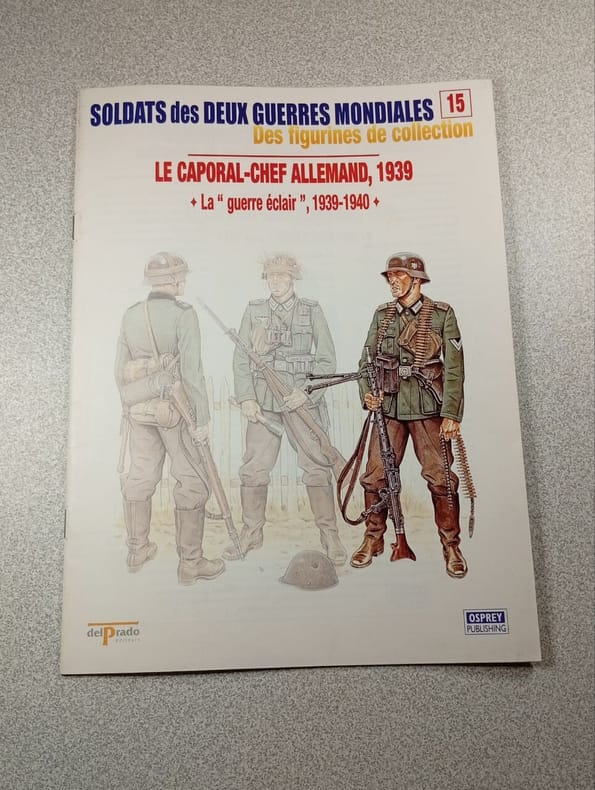 SOLDATS des DEUX GUERRES MONDIALES 15
Des figurines de collection
LE CAPORAL-CHEF ALLEMAND, 1939
La “ guerre éclair ”, 1939-1940
delPrado
éditeurs
OSPREY
PUBLISHING